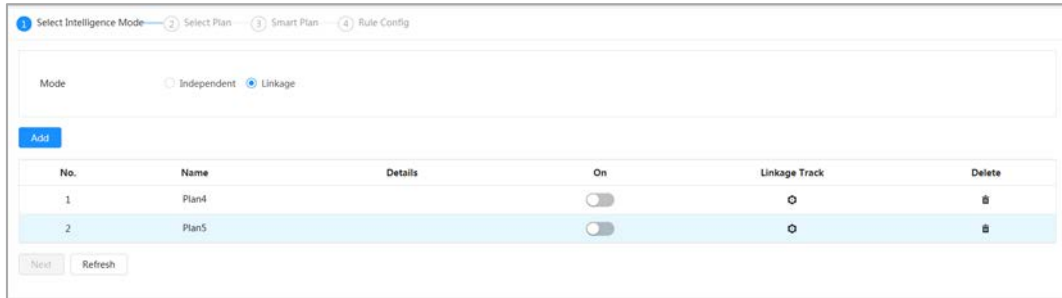 1 Select Intelligence Mode 2 Select Plan 3 Smart Plan 4 Rule Config
Mode Independent Linkage
Add
No. Name Details On Linkage Track Delete
1 Plan4
2 Plan5
Next Refresh